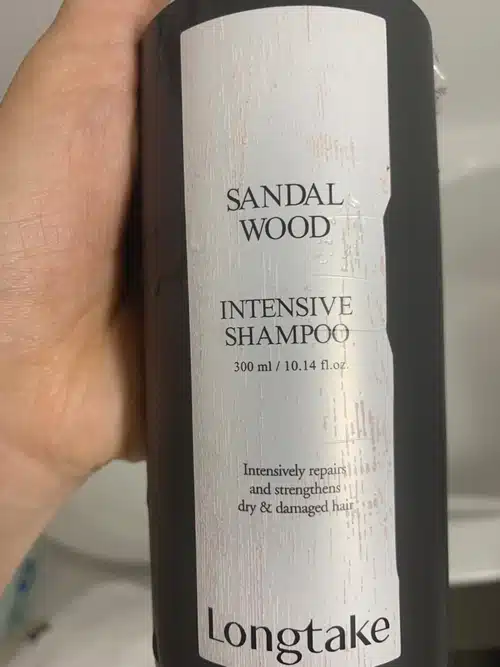 SANDAL
WOOD
INTENSIVE
SHAMPOO
300 ml / 10.14 fl.oz.
Intensively repairs
and strengthens
dry & damaged hair
Longtake